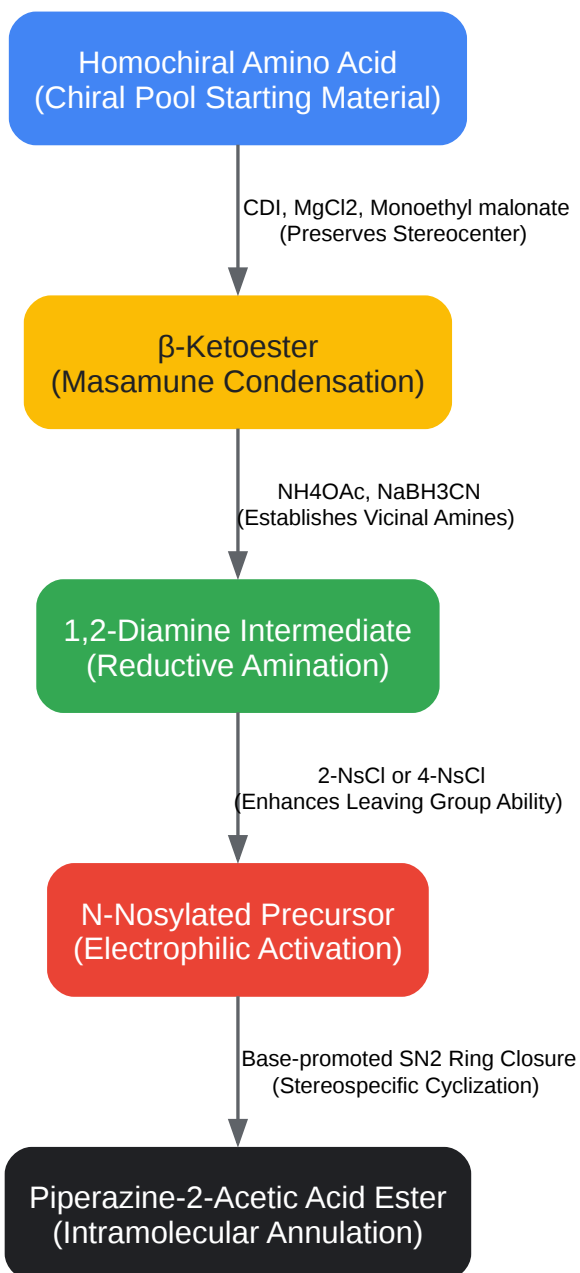 Homochiral Amino Acid
(Chiral Pool Starting Material)
CDI, MgCl2, Monoethyl malonate
(Preserves Stereocenter)
β-Ketoester
(Masamune Condensation)
NH4OAc, NaBH3CN
(Establishes Vicinal Amines)
1,2-Diamine Intermediate
(Reductive Amination)
2-NsCl or 4-NsCl
(Enhances Leaving Group Ability)
N-Nosylated Precursor
(Electrophilic Activation)
Base-promoted SN2 Ring Closure
(Stereospecific Cyclization)
Piperazine-2-Acetic Acid Ester
(Intramolecular Annulation)